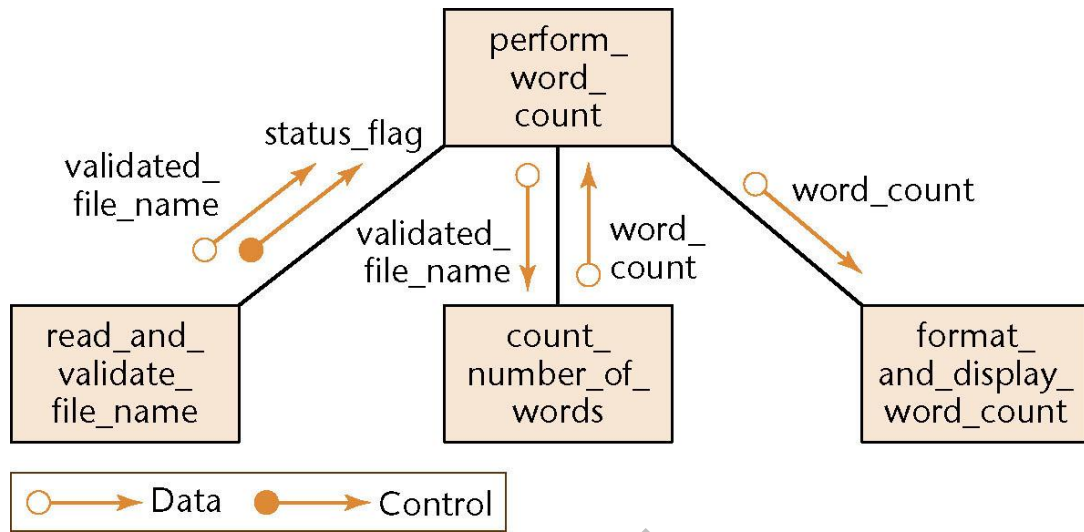 perform_
word_
count
status_flag
validated_
file_name
validated_
file_name
word_
count
word_count
read_and_
validate_
file_name
count_
number_of_
words
format_
and_display_
word_count
Data
Control